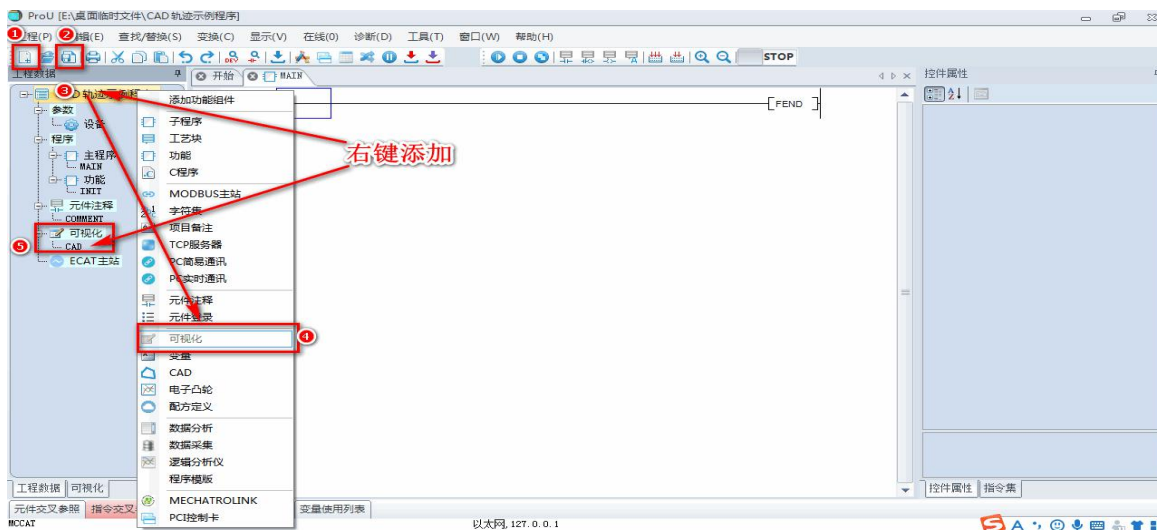 ProU [E:\桌面临时文件\CAD 轨迹示例程序]
程(P) 编辑(E) 查找/替换(S) 变换(C) 显示(V) 在线(O) 诊断(D) 工具(T) 窗口(W) 帮助(H)
1
2
STOP
工程数据
开始
MAIN
控件属性
3
D 轨迹示例程
参数
设备
程序
主程序
MAIN
功能
INIT
元件注释
COMMENT
可视化
5
CAD
ECAT主站
添加功能组件
子程序
工艺块
功能
C程序
MODBUS主站
字符集
项目备注
TCP服务器
PC简易通讯
PC实时通讯
元件注释
元件登录
可视化
4
变量
CAD
电子凸轮
配方定义
数据分析
数据采集
逻辑分析仪
程序模版
MECHATROLINK
PCI控制卡
FEND
右键添加
工程数据 可视化
控件属性 指令集
元件交叉参照 指令交叉 变量使用列表
MCCAT
以太网, 127.0.0.1